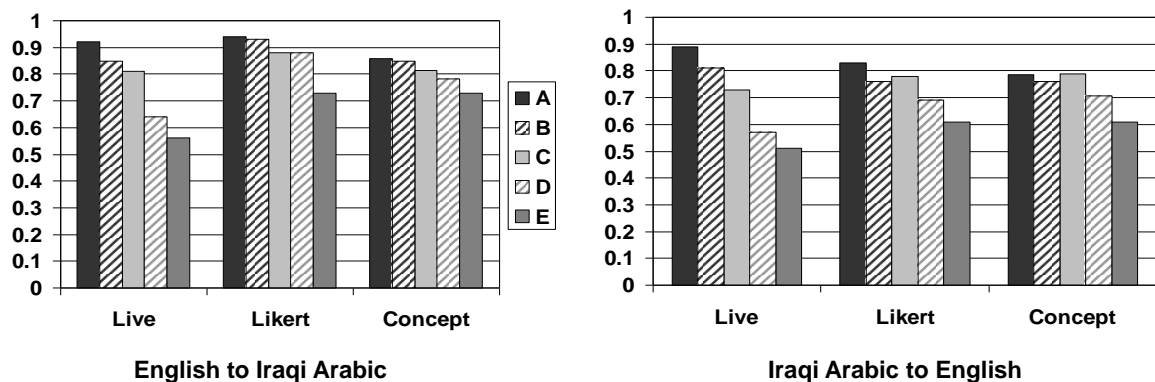 1
0.9
0.8
0.7
0.6
0.5
0.4
0.3
0.2
0.1
0
Live Likert Concept
English to Iraqi Arabic
A
B
C
D
E
1
0.9
0.8
0.7
0.6
0.5
0.4
0.3
0.2
0.1
0
Live Likert Concept
Iraqi Arabic to English